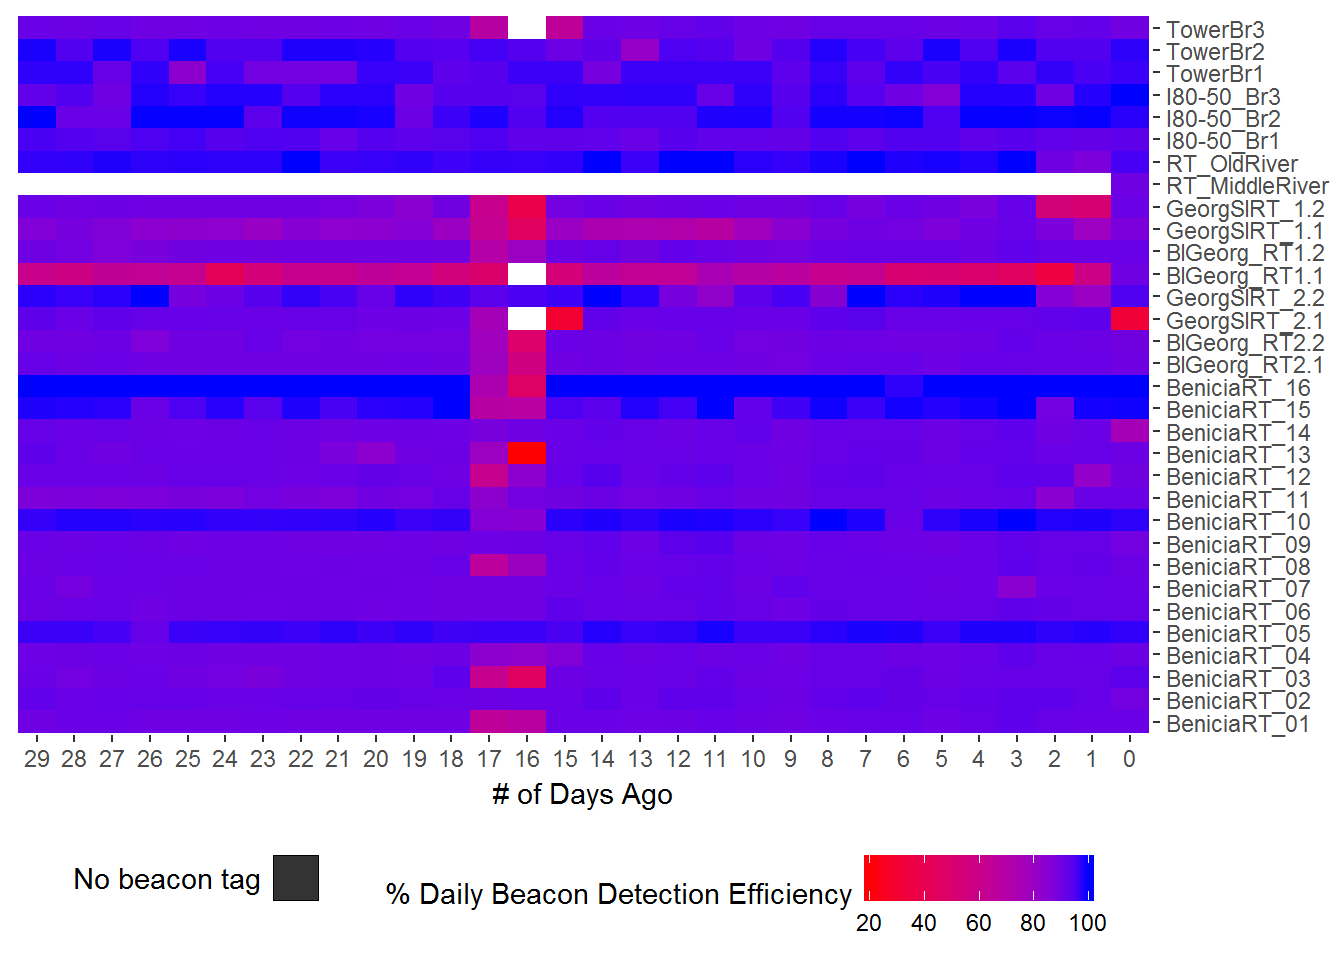 TowerBr3
TowerBr2
TowerBr1
I80-50_Br3
I80-50_Br2
I80-50_Br1
RT_OldRiver
RT_MiddleRiver
GeorgSlRT_1.2
GeorgSlRT_1.1
BlGeorg_RT1.2
BlGeorg_RT1.1
GeorgSlRT_2.2
GeorgSlRT_2.1
BlGeorg_RT2.2
BlGeorg_RT2.1
BeniciaRT_16
BeniciaRT_15
BeniciaRT_14
BeniciaRT_13
BeniciaRT_12
BeniciaRT_11
BeniciaRT_10
BeniciaRT_09
BeniciaRT_08
BeniciaRT_07
BeniciaRT_06
BeniciaRT_05
BeniciaRT_04
BeniciaRT_03
BeniciaRT_02
BeniciaRT_01
29 28 27 26 25 24 23 22 21 20 19 18 17 16 15 14 13 12 11 10 9 8 7 6 5 4 3 2 1 0
# of Days Ago
No beacon tag
% Daily Beacon Detection Efficiency
20 40 60 80 100